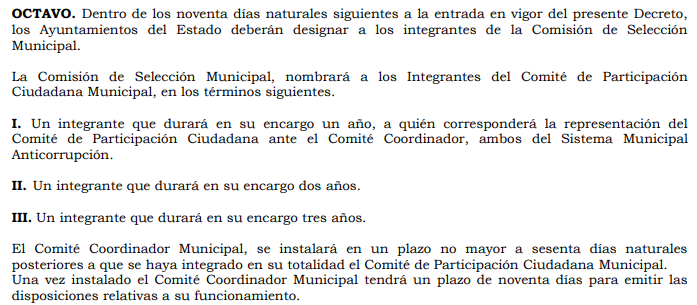 OCTAVO. Dentro de los noventa días naturales siguientes a la entrada en vigor del presente Decreto,
los Ayuntamientos del Estado deberán designar a los integrantes de la Comisión de Selección
Municipal.
La Comisión de Selección Municipal, nombrará a los Integrantes del Comité de Participación
Ciudadana Municipal, en los términos siguientes.
I. Un integrante que durará en su encargo un año, a quién corresponderá la representación del
Comité de Participación Ciudadana ante el Comité Coordinador, ambos del Sistema Municipal
Anticorrupción.
II. Un integrante que durará en su encargo dos años.
III. Un integrante que durará en su encargo tres años.
El Comité Coordinador Municipal, se instalará en un plazo no mayor a sesenta días naturales
posteriores a que se haya integrado en su totalidad el Comité de Participación Ciudadana Municipal.
Una vez instalado el Comité Coordinador Municipal tendrá un plazo de noventa días para emitir las
disposiciones relativas a su funcionamiento.